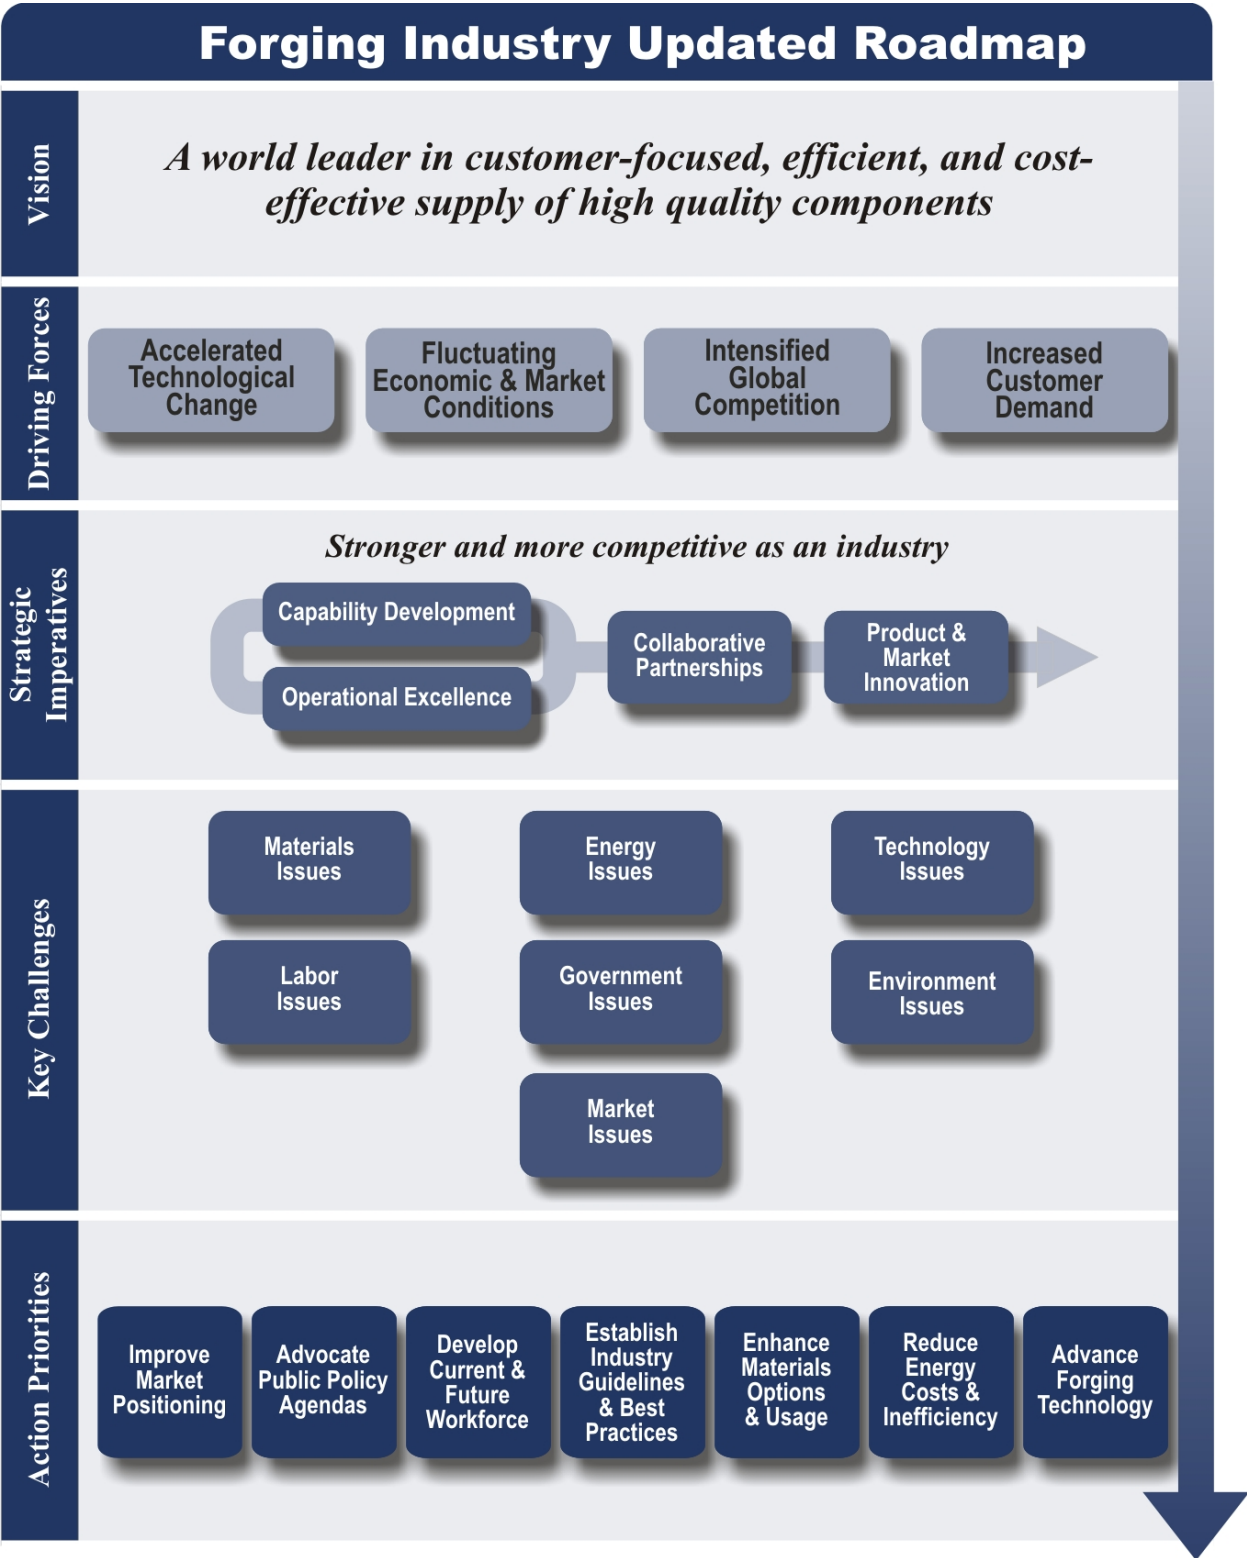 Forging Industry Updated Roadmap
Vision
A world leader in customer-focused, efficient, and cost-
effective supply of high quality components
Driving Forces
Accelerated
Technological
Change
Fluctuating
Economic & Market
Conditions
Intensified
Global
Competition
Increased
Customer
Demand
Strategic
Imperatives
Stronger and more competitive as an industry
Capability Development
Operational Excellence
Collaborative
Partnerships
Product &
Market
Innovation
Key Challenges
Materials
Issues
Energy
Issues
Technology
Issues
Labor
Issues
Government
Issues
Environment
Issues
Market
Issues
Action Priorities
Improve
Market
Positioning
Advocate
Public Policy
Agendas
Develop
Current &
Future
Workforce
Establish
Industry
Guidelines
& Best
Practices
Enhance
Materials
Options
& Usage
Reduce
Energy
Costs &
Inefficiency
Advance
Forging
Technology